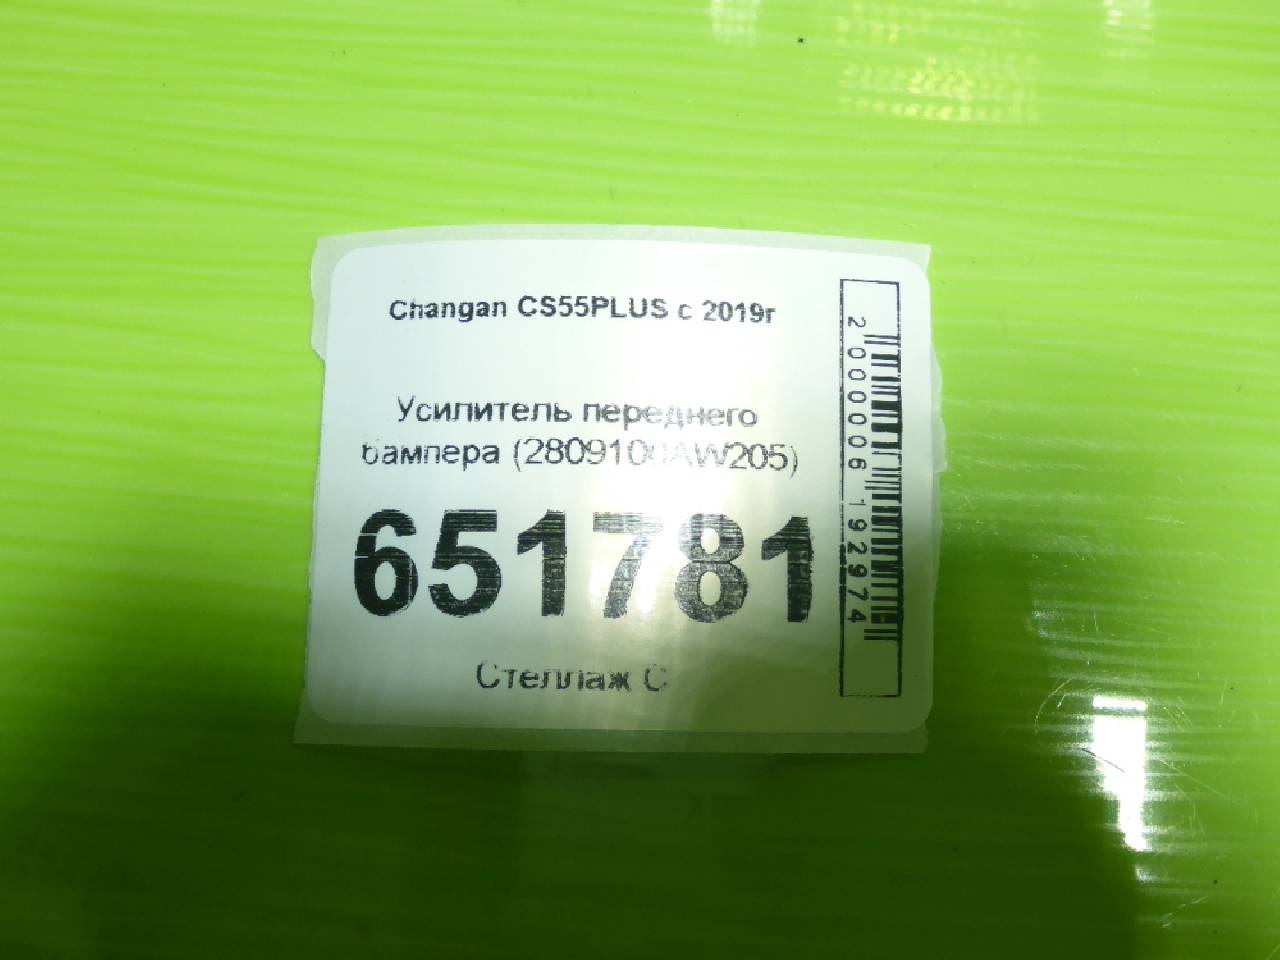 Changan CS55PLUS с 2019г
Усилитель переднего
бампера (2809100AW205)
651781
Стеллаж С
2000006192974